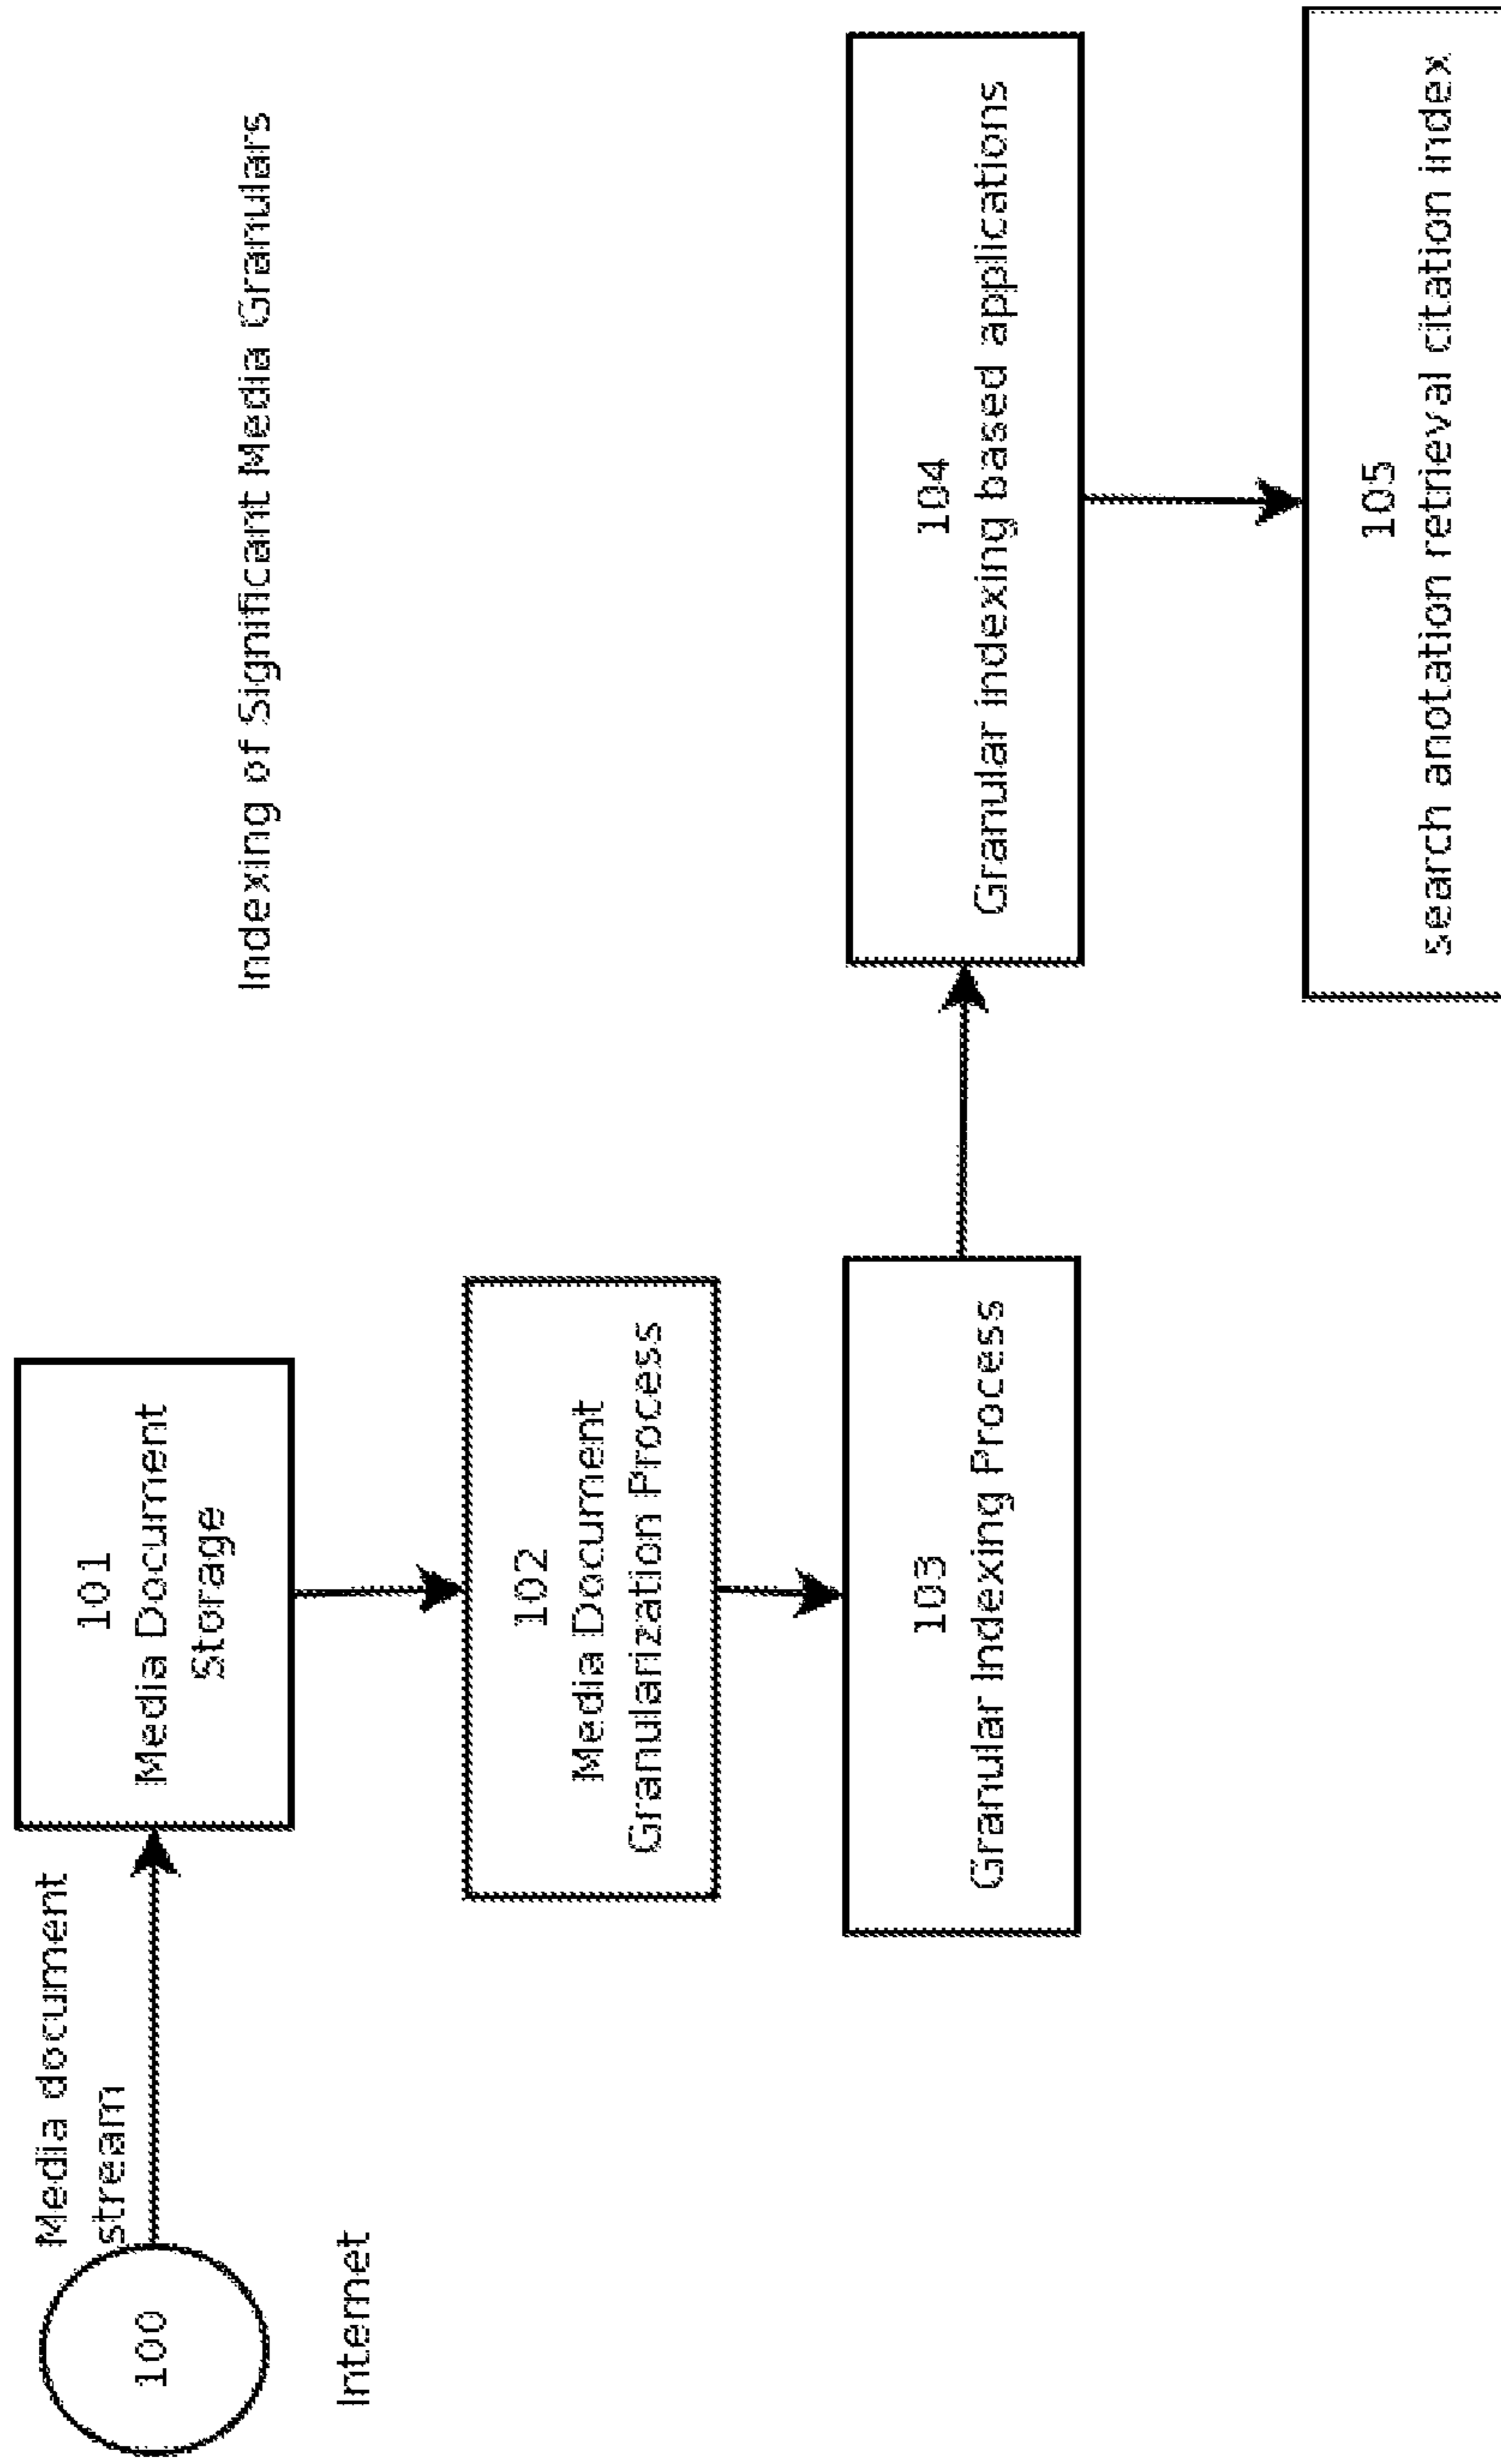 Indexing of Significant Media Granulars
Media document
stream
100
Internet
101
Media Document
Storage
102
Media Document
Granularization Process
103
Granular Indexing Process
104
Granular indexing based applications
105
search anotation retrieval citation index